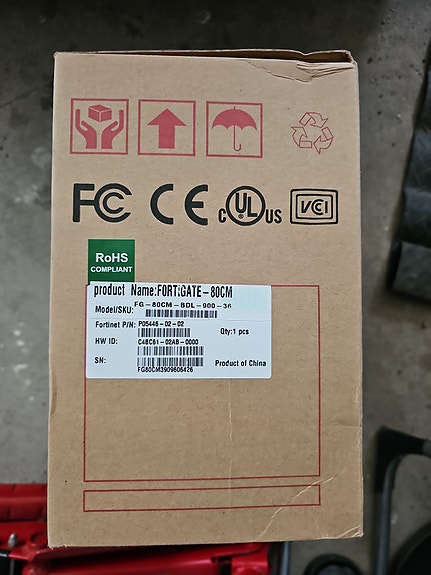 FC CE c UL us VCI
RoHS
COMPLIANT
product Name:FORTIGATE-80CM
Model/SKU: FG-80CM-BDL-900-36
Fortinet P/N: P05446-02-02
Qty:1 pcs
HW ID: C4BC61-02AB-0000
SN:
Product of China
FG80CM3909606426